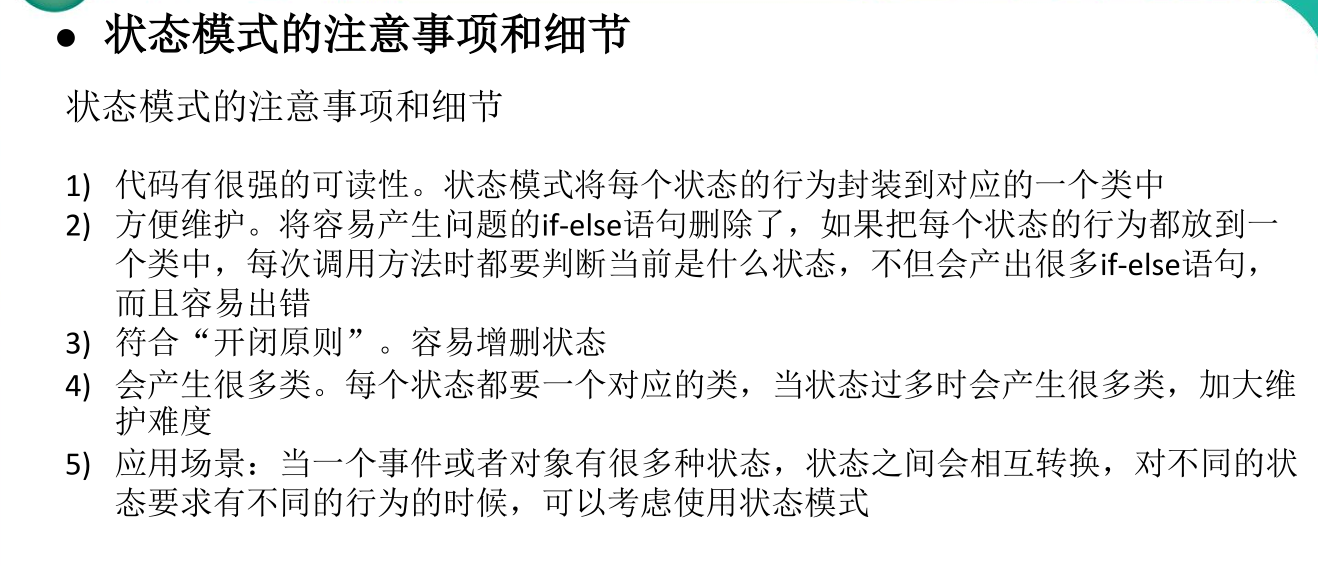 ● 状态模式的注意事项和细节
状态模式的注意事项和细节
1) 代码有很强的可读性。状态模式将每个状态的行为封装到对应的一个类中
2) 方便维护。将容易产生问题的if-else语句删除了，如果把每个状态的行为都放到一
个类中，每次调用方法时都要判断当前是什么状态，不但会产出很多if-else语句，
而且容易出错
3) 符合“开闭原则”。容易增删状态
4) 会产生很多类。每个状态都要一个对应的类，当状态过多时会产生很多类，加大维
护难度
5) 应用场景：当一个事件或者对象有很多种状态，状态之间会相互转换，对不同的状
态要求有不同的行为的时候，可以考虑使用状态模式